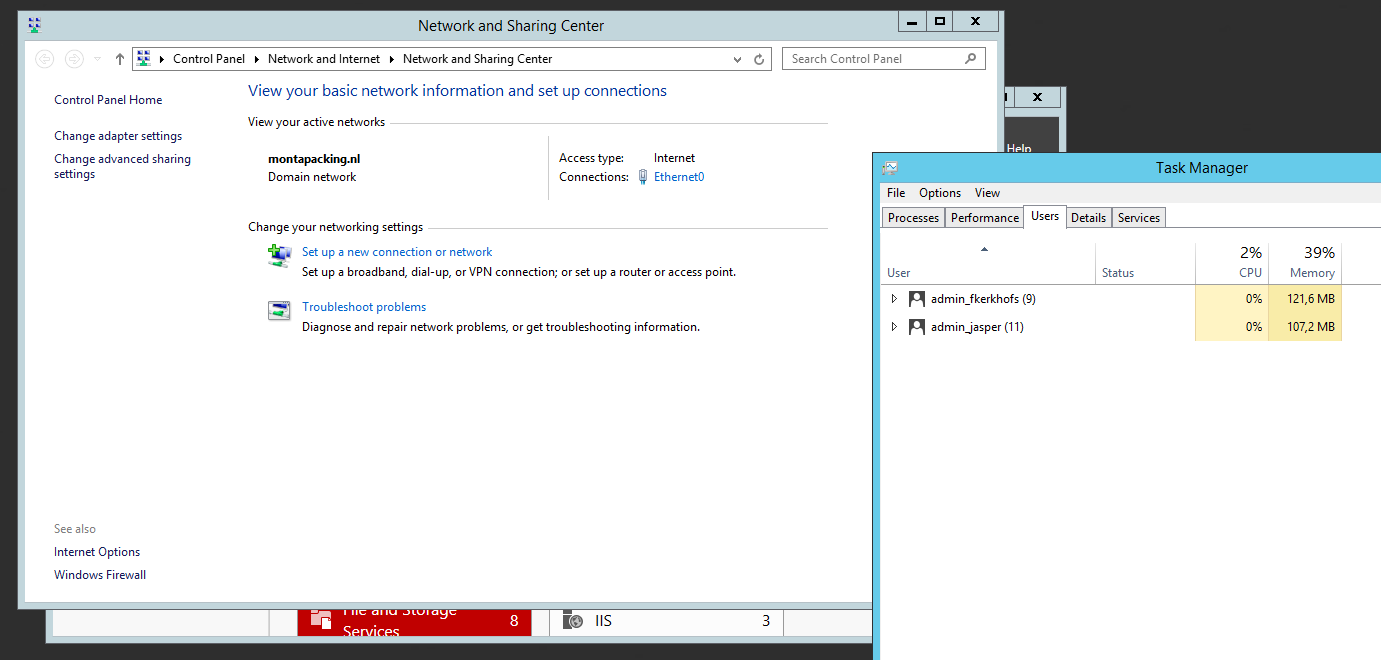 Network and Sharing Center
Control Panel Network and Internet Network and Sharing Center
Search Control Panel
Control Panel Home
Change adapter settings
Change advanced sharing
settings
See also
Internet Options
Windows Firewall
View your basic network information and set up connections
View your active networks
montapacking.nl
Domain network
Access type: Internet
Connections: Ethernet0
Change your networking settings
Set up a new connection or network
Set up a broadband, dial-up, or VPN connection; or set up a router or access point.
Troubleshoot problems
Diagnose and repair network problems, or get troubleshooting information.
Help
Task Manager
File Options View
Processes Performance Users Details Services
2% 39%
User Status CPU Memory
admin_fkerkhofs (9) 0% 121,6 MB
admin_jasper (11) 0% 107,2 MB
File and Storage
Services 8
IIS 3